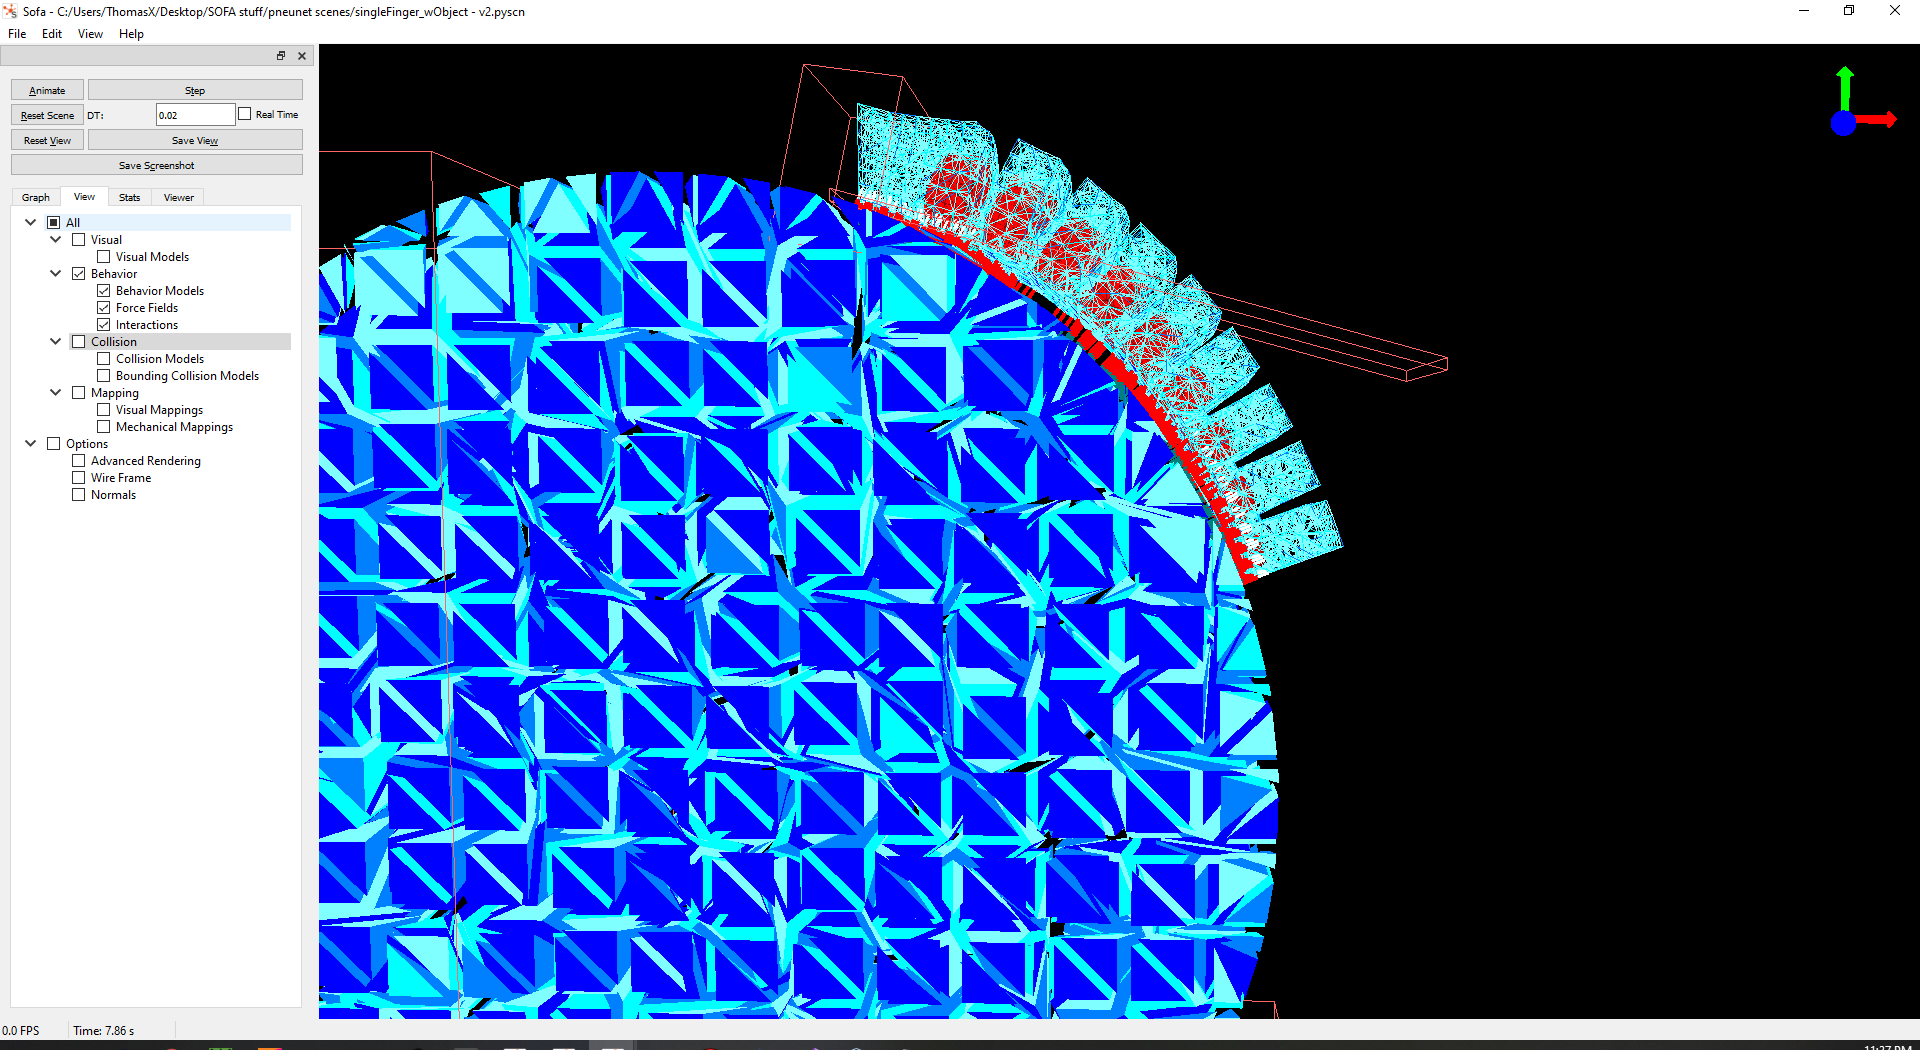 Sofa - C:/Users/ThomasX/Desktop/SOFA stuff/pneunet scenes/singleFinger_wObject - v2.pyscn
File Edit View Help
Animate Step
Reset Scene DT: 0.02 Real Time
Reset View Save View
Save Screenshot
Graph View Stats Viewer
All
Visual
Visual Models
Behavior
Behavior Models
Force Fields
Interactions
Collision
Collision Models
Bounding Collision Models
Mapping
Visual Mappings
Mechanical Mappings
Options
Advanced Rendering
Wire Frame
Normals
0.0 FPS Time: 7.86 s